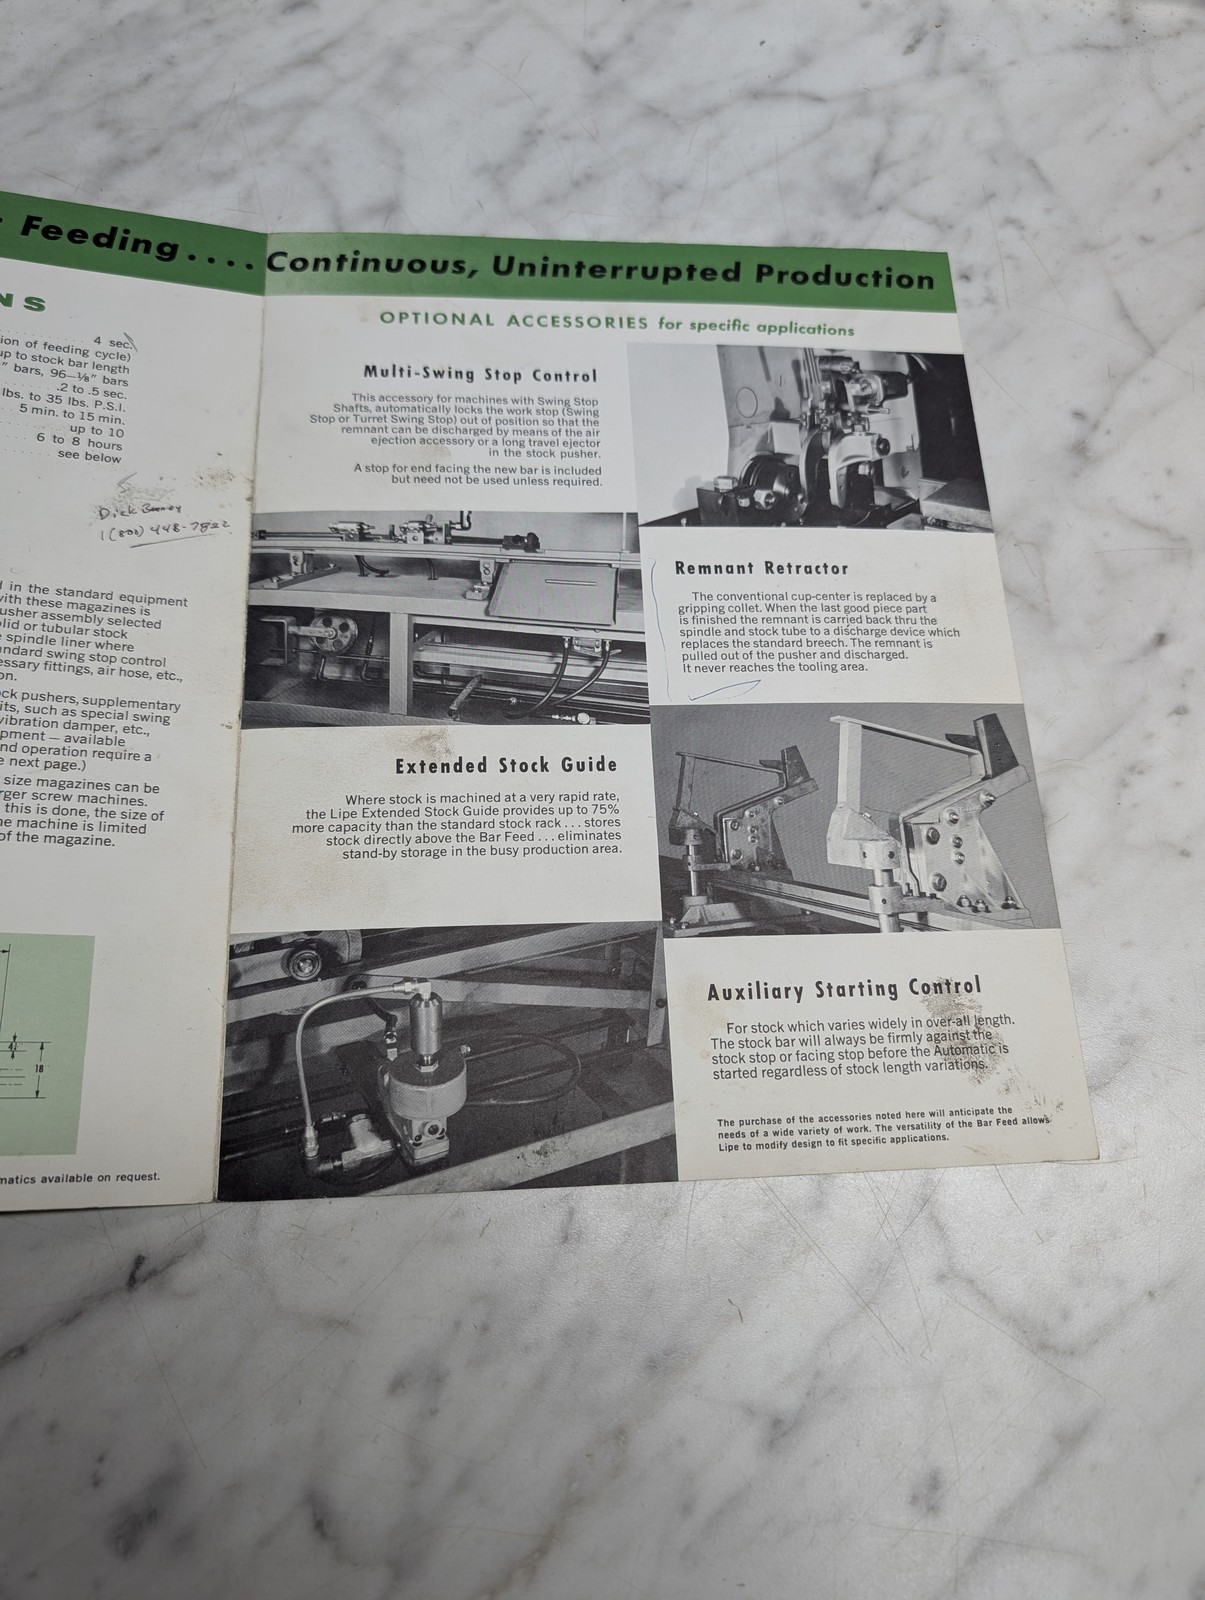 Feeding.... Continuous, Uninterrupted Production
NS
4 sec.
ion of feeding cycle)
up to stock bar length
" bars, 96—⅛" bars
.2 to .5 sec.
lbs. to 35 lbs. P.S.I.
5 min. to 15 min.
up to 10
6 to 8 hours
see below
Dick
1(800) 448-7822
in the standard equipment
with these magazines is
usher assembly selected
olid or tubular stock
e spindle liner where
andard swing stop control
essary fittings, air hose, etc.,
on.
ock pushers, supplementary
its, such as special swing
vibration damper, etc.,
pment — available
nd operation require a
e next page.)
size magazines can be
rger screw machines.
this is done, the size of
ne machine is limited
of the magazine.
18
matics available on request.
OPTIONAL ACCESSORIES for specific applications
Multi-Swing Stop Control
This accessory for machines with Swing Stop
Shafts, automatically locks the work stop (Swing
Stop or Turret Swing Stop) out of position so that the
remnant can be discharged by means of the air
ejection accessory or a long travel ejector
in the stock pusher.
A stop for end facing the new bar is included
but need not be used unless required.
Remnant Retractor
The conventional cup-center is replaced by a
gripping collet. When the last good piece part
is finished the remnant is carried back thru the
spindle and stock tube to a discharge device which
replaces the standard breech. The remnant is
pulled out of the pusher and discharged.
It never reaches the tooling area.
Extended Stock Guide
Where stock is machined at a very rapid rate,
the Lipe Extended Stock Guide provides up to 75%
more capacity than the standard stock rack . . . stores
stock directly above the Bar Feed . . . eliminates
stand-by storage in the busy production area.
Auxiliary Starting Control
For stock which varies widely in over-all length.
The stock bar will always be firmly against the
stock stop or facing stop before the Automatic is
started regardless of stock length variations.
The purchase of the accessories noted here will anticipate the
needs of a wide variety of work. The versatility of the Bar Feed allows
Lipe to modify design to fit specific applications.